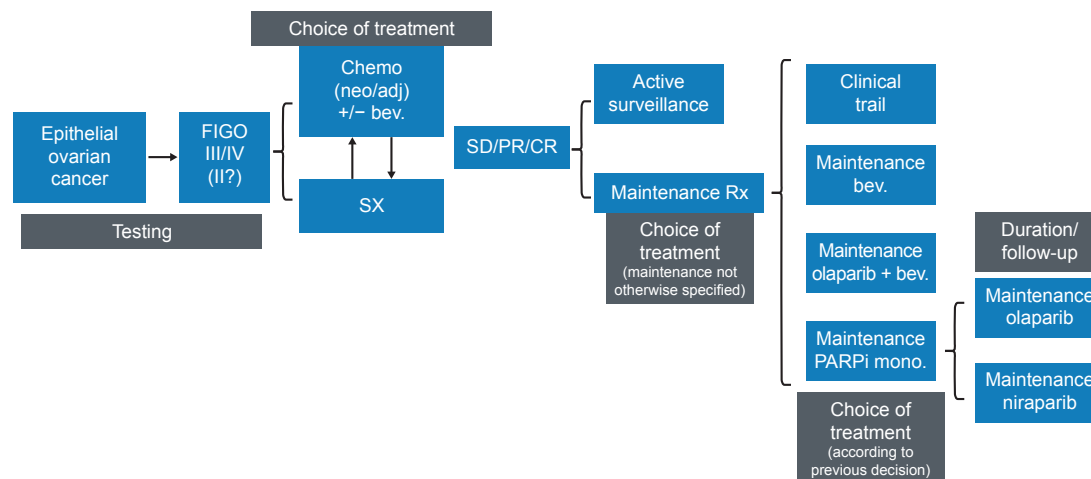 Choice of treatment
Chemo
(neo/adj)
+/− bev.
Epithelial
ovarian
cancer
FIGO
III/IV
(II?)
SX
Testing
SD/PR/CR
Active
surveillance
Maintenance Rx
Choice of
treatment
(maintenance not
otherwise specified)
Clinical
trail
Maintenance
bev.
Maintenance
olaparib + bev.
Maintenance
PARPi mono.
Choice of
treatment
(according to
previous decision)
Duration/
follow-up
Maintenance
olaparib
Maintenance
niraparib